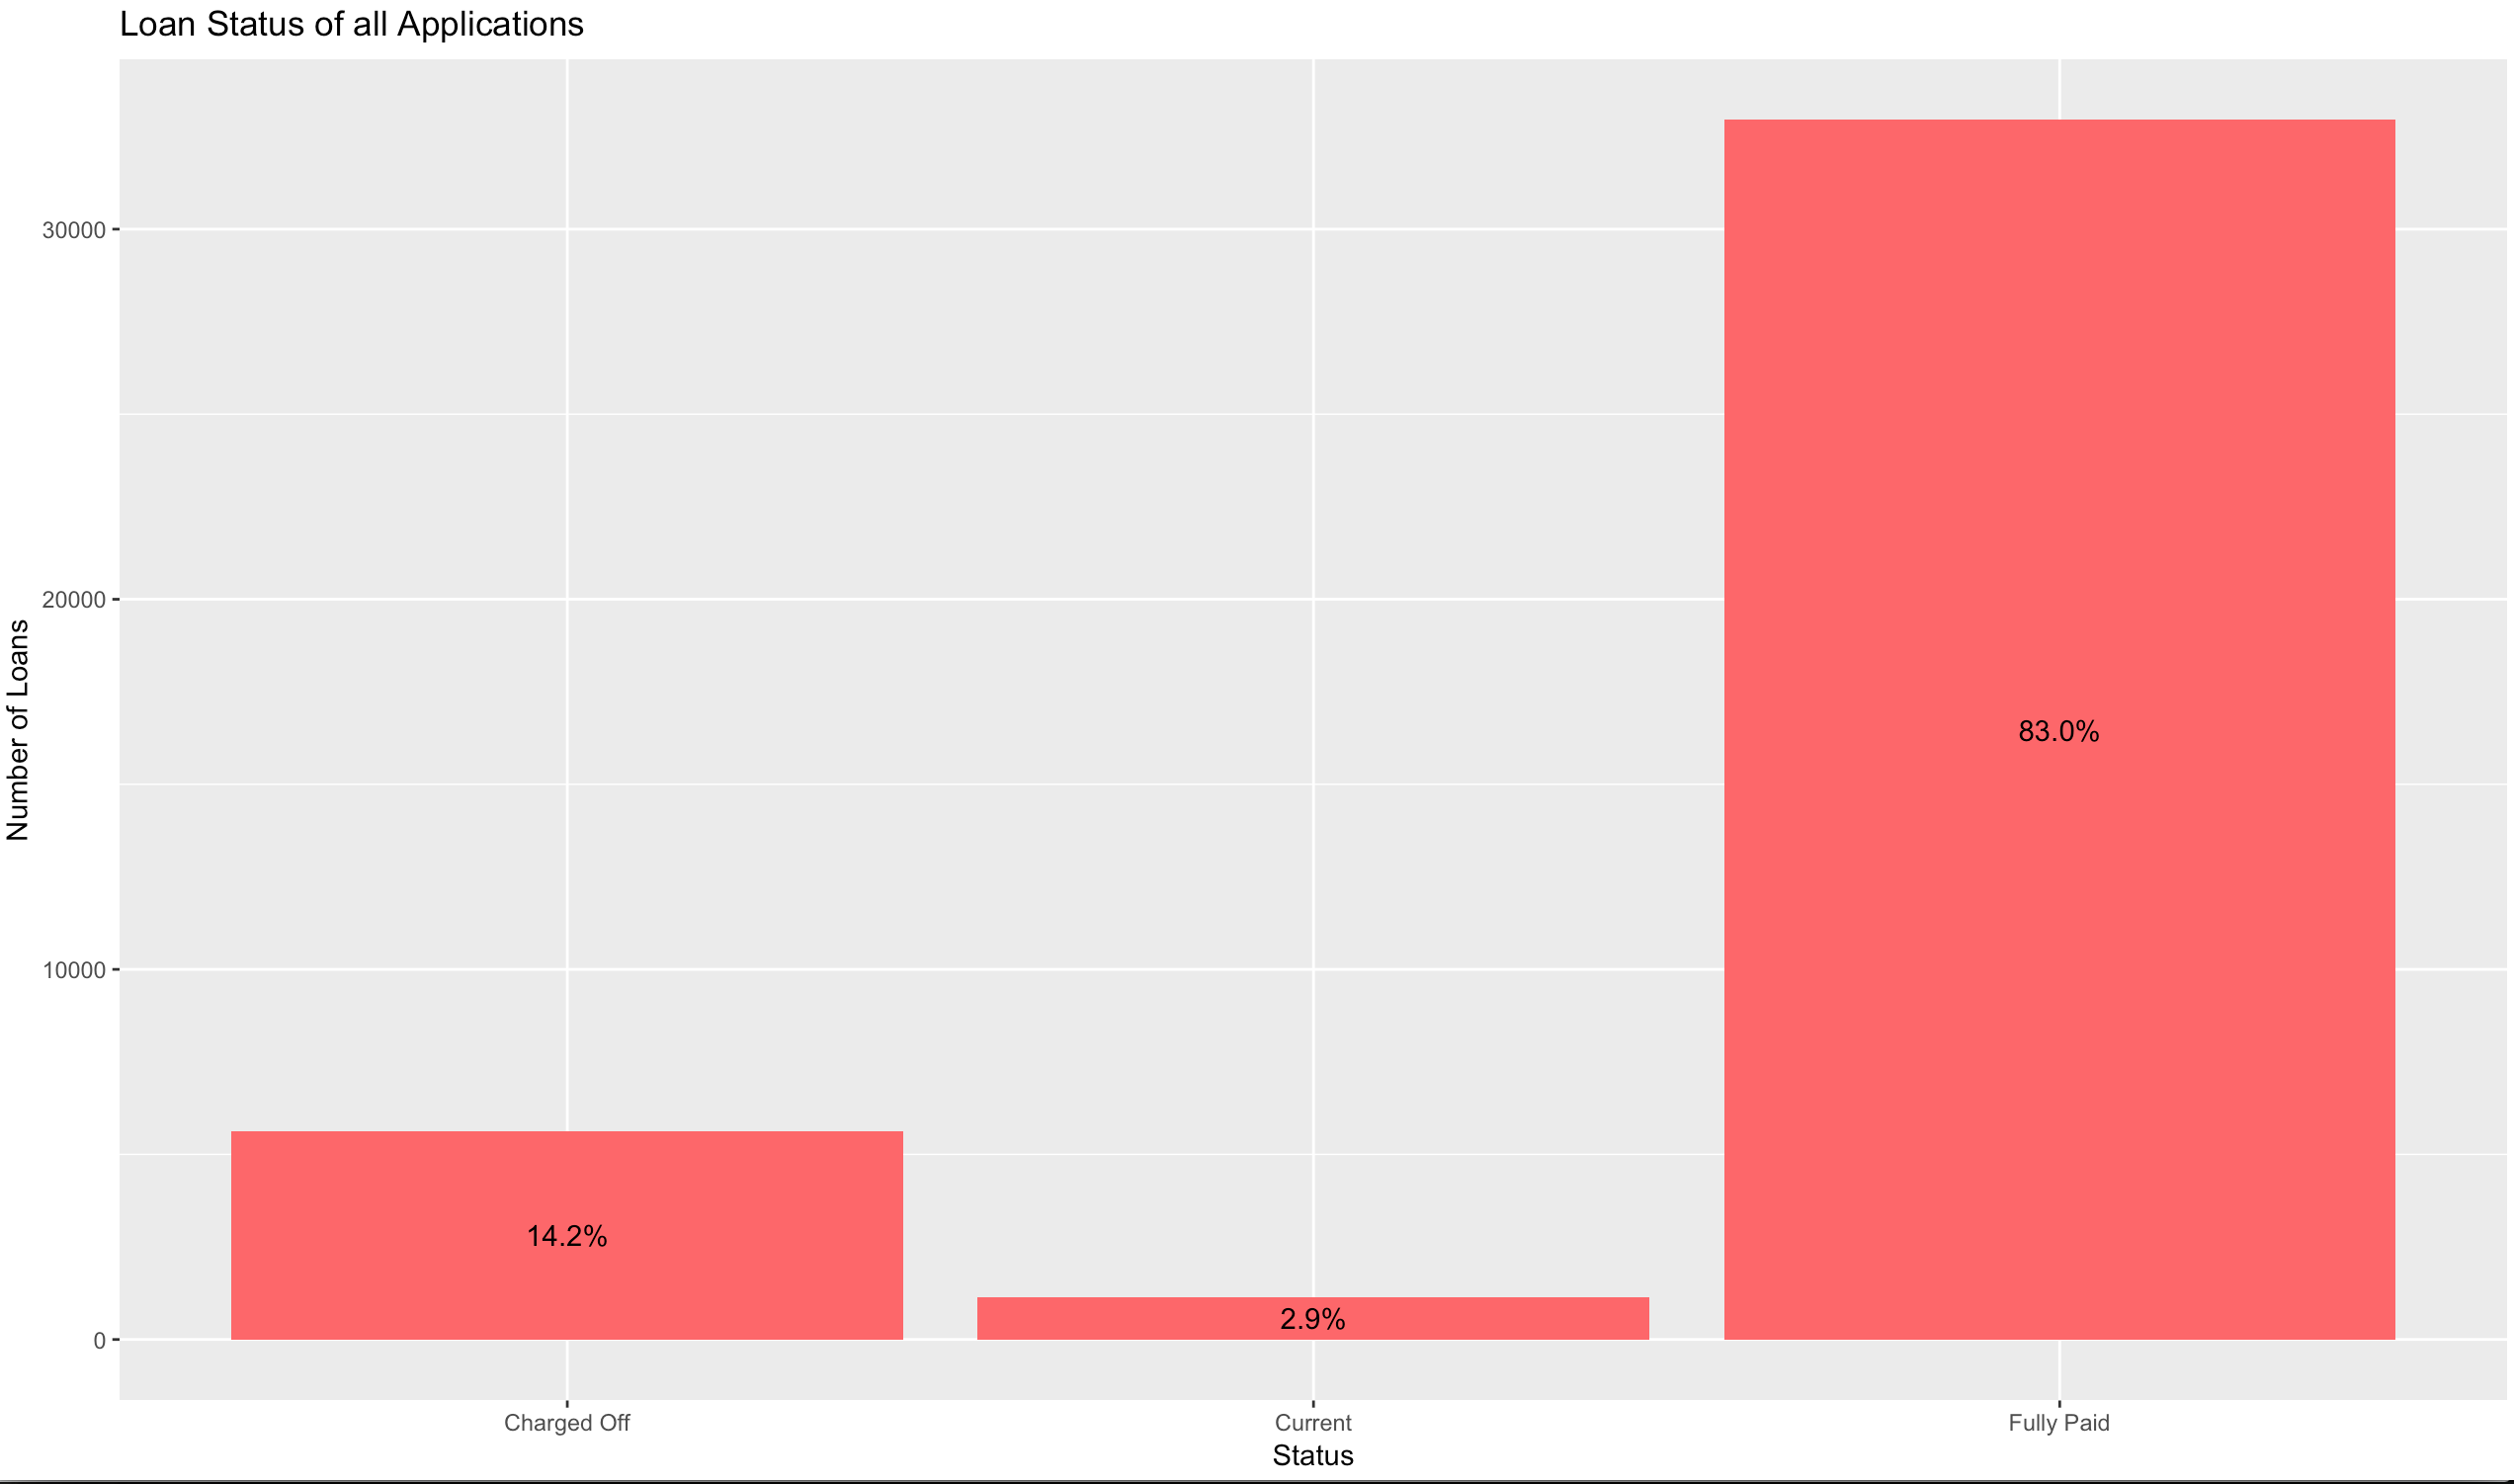 Loan Status of all Applications
Number of Loans
30000
20000
10000
0
83.0%
14.2%
2.9%
Charged Off
Current
Fully Paid
Status